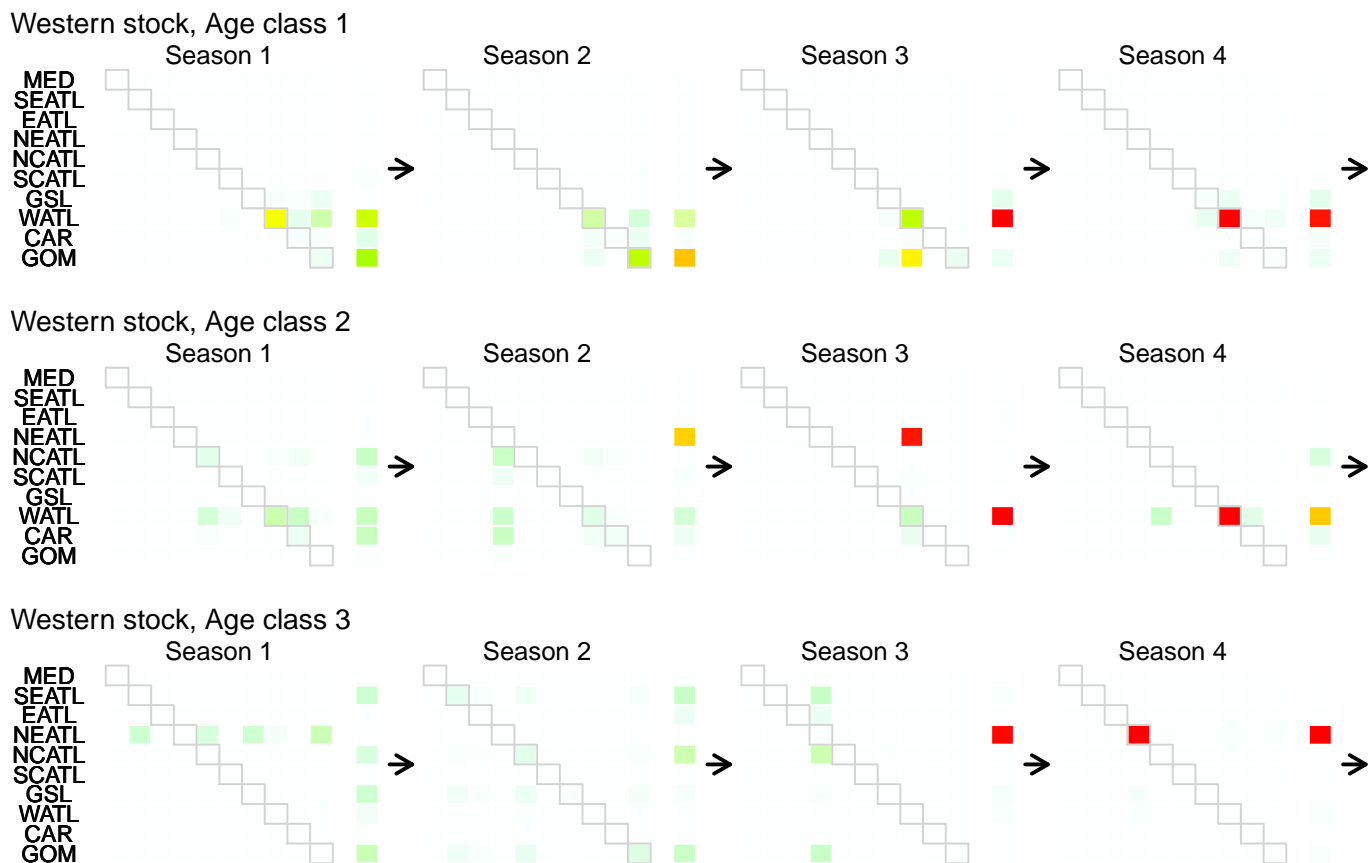 Western stock, Age class 1
Season 1 Season 2 Season 3 Season 4
MED
SEATL
EATL
NEATL
NCATL
SCATL
GSL
WATL
CAR
GOM
Western stock, Age class 2
Season 1 Season 2 Season 3 Season 4
MED
SEATL
EATL
NEATL
NCATL
SCATL
GSL
WATL
CAR
GOM
Western stock, Age class 3
Season 1 Season 2 Season 3 Season 4
MED
SEATL
EATL
NEATL
NCATL
SCATL
GSL
WATL
CAR
GOM